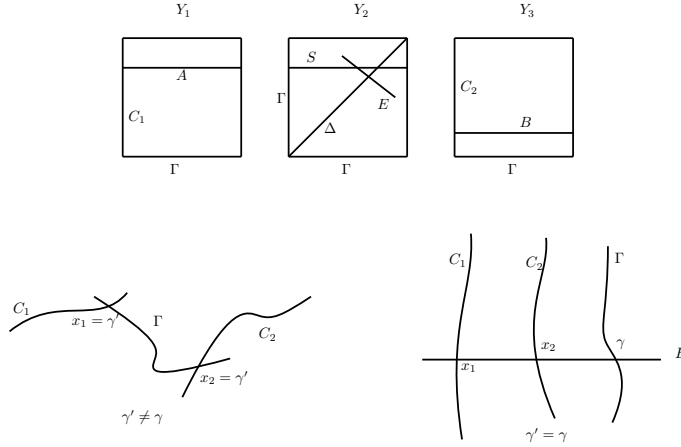 Y₁ Y₂ Y₃
S
A
C₂
Γ
E
C₁
Δ
B
Γ Γ Γ
C₁ C₂ Γ
C₁
x₁ = γ′
Γ
C₂
x₂
γ
x₁
x₂ = γ′
γ′ ≠ γ
γ′ = γ